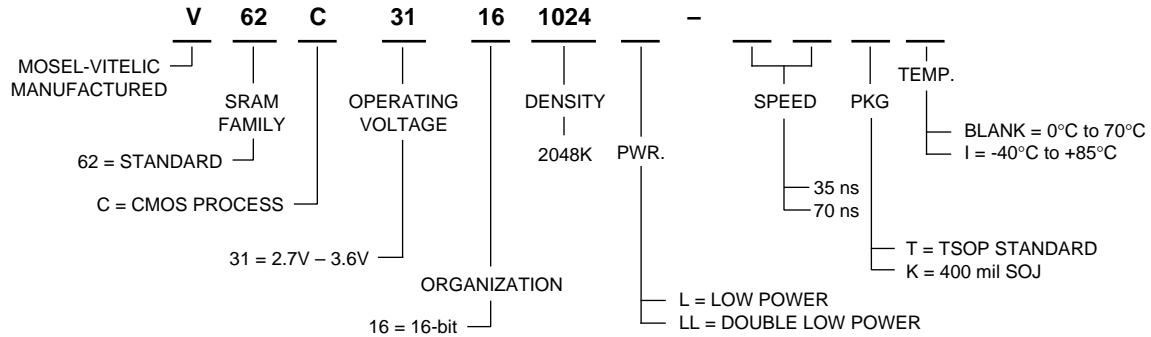 V 62 C 31 16 1024 –
MOSEL-VITELIC
MANUFACTURED
SRAM
FAMILY
62 = STANDARD
C = CMOS PROCESS
OPERATING
VOLTAGE
31 = 2.7V – 3.6V
ORGANIZATION
16 = 16-bit
DENSITY
2048K
PWR.
L = LOW POWER
LL = DOUBLE LOW POWER
SPEED
35 ns
70 ns
PKG
T = TSOP STANDARD
K = 400 mil SOJ
TEMP.
BLANK = 0°C to 70°C
I = -40°C to +85°C